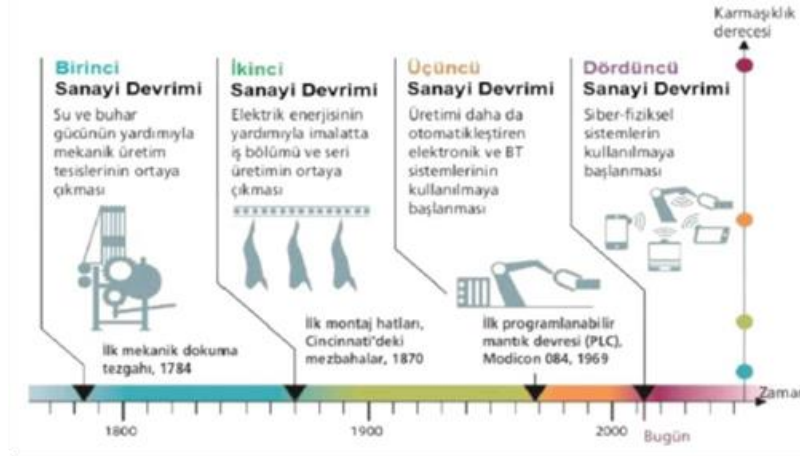 Karmaşıklık
derecesi
Birinci
Sanayi Devrimi
Su ve buhar
gücünün yardımıyla
mekanik üretim
tesislerinin ortaya
çıkması
İkinci
Sanayi Devrimi
Elektrik enerjisinin
yardımıyla imalatta
iş bölümü ve seri
üretimin ortaya
çıkması
Üçüncü
Sanayi Devrimi
Üretimi daha da
otomatikleştiren
elektronik ve BT
sistemlerinin
kullanılmaya
başlanması
Dördüncü
Sanayi Devrimi
Siber-fiziksel
sistemlerin
kullanılmaya
başlanması
İlk mekanik dokuma
tezgahı, 1784
İlk montaj hatları,
Cincinnati'deki
mezbahalar, 1870
İlk programlanabilir
mantık devresi (PLC),
Modicon 084, 1969
Zaman
1800
1900
2000
Bugün